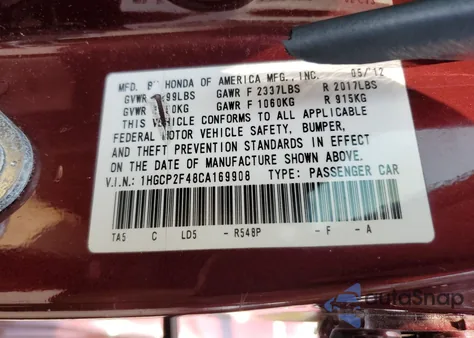 MFD. B HONDA OF AMERICA MFG., INC. 05/'12
GVWR 99LBS GAWR F 2337LBS R 2017LBS
GVWR 0KG GAWR F 1060KG R 915KG
THIS VEHICLE CONFORMS TO ALL APPLICABLE
FEDERAL MOTOR VEHICLE SAFETY, BUMPER,
AND THEFT PREVENTION STANDARDS IN EFFECT
ON THE DATE OF MANUFACTURE SHOWN ABOVE.
V.I.N.: 1HGCP2F48CA169908 TYPE: PASSENGER CAR
TA5 C LD5 - R548P - F - A
AutoSnap